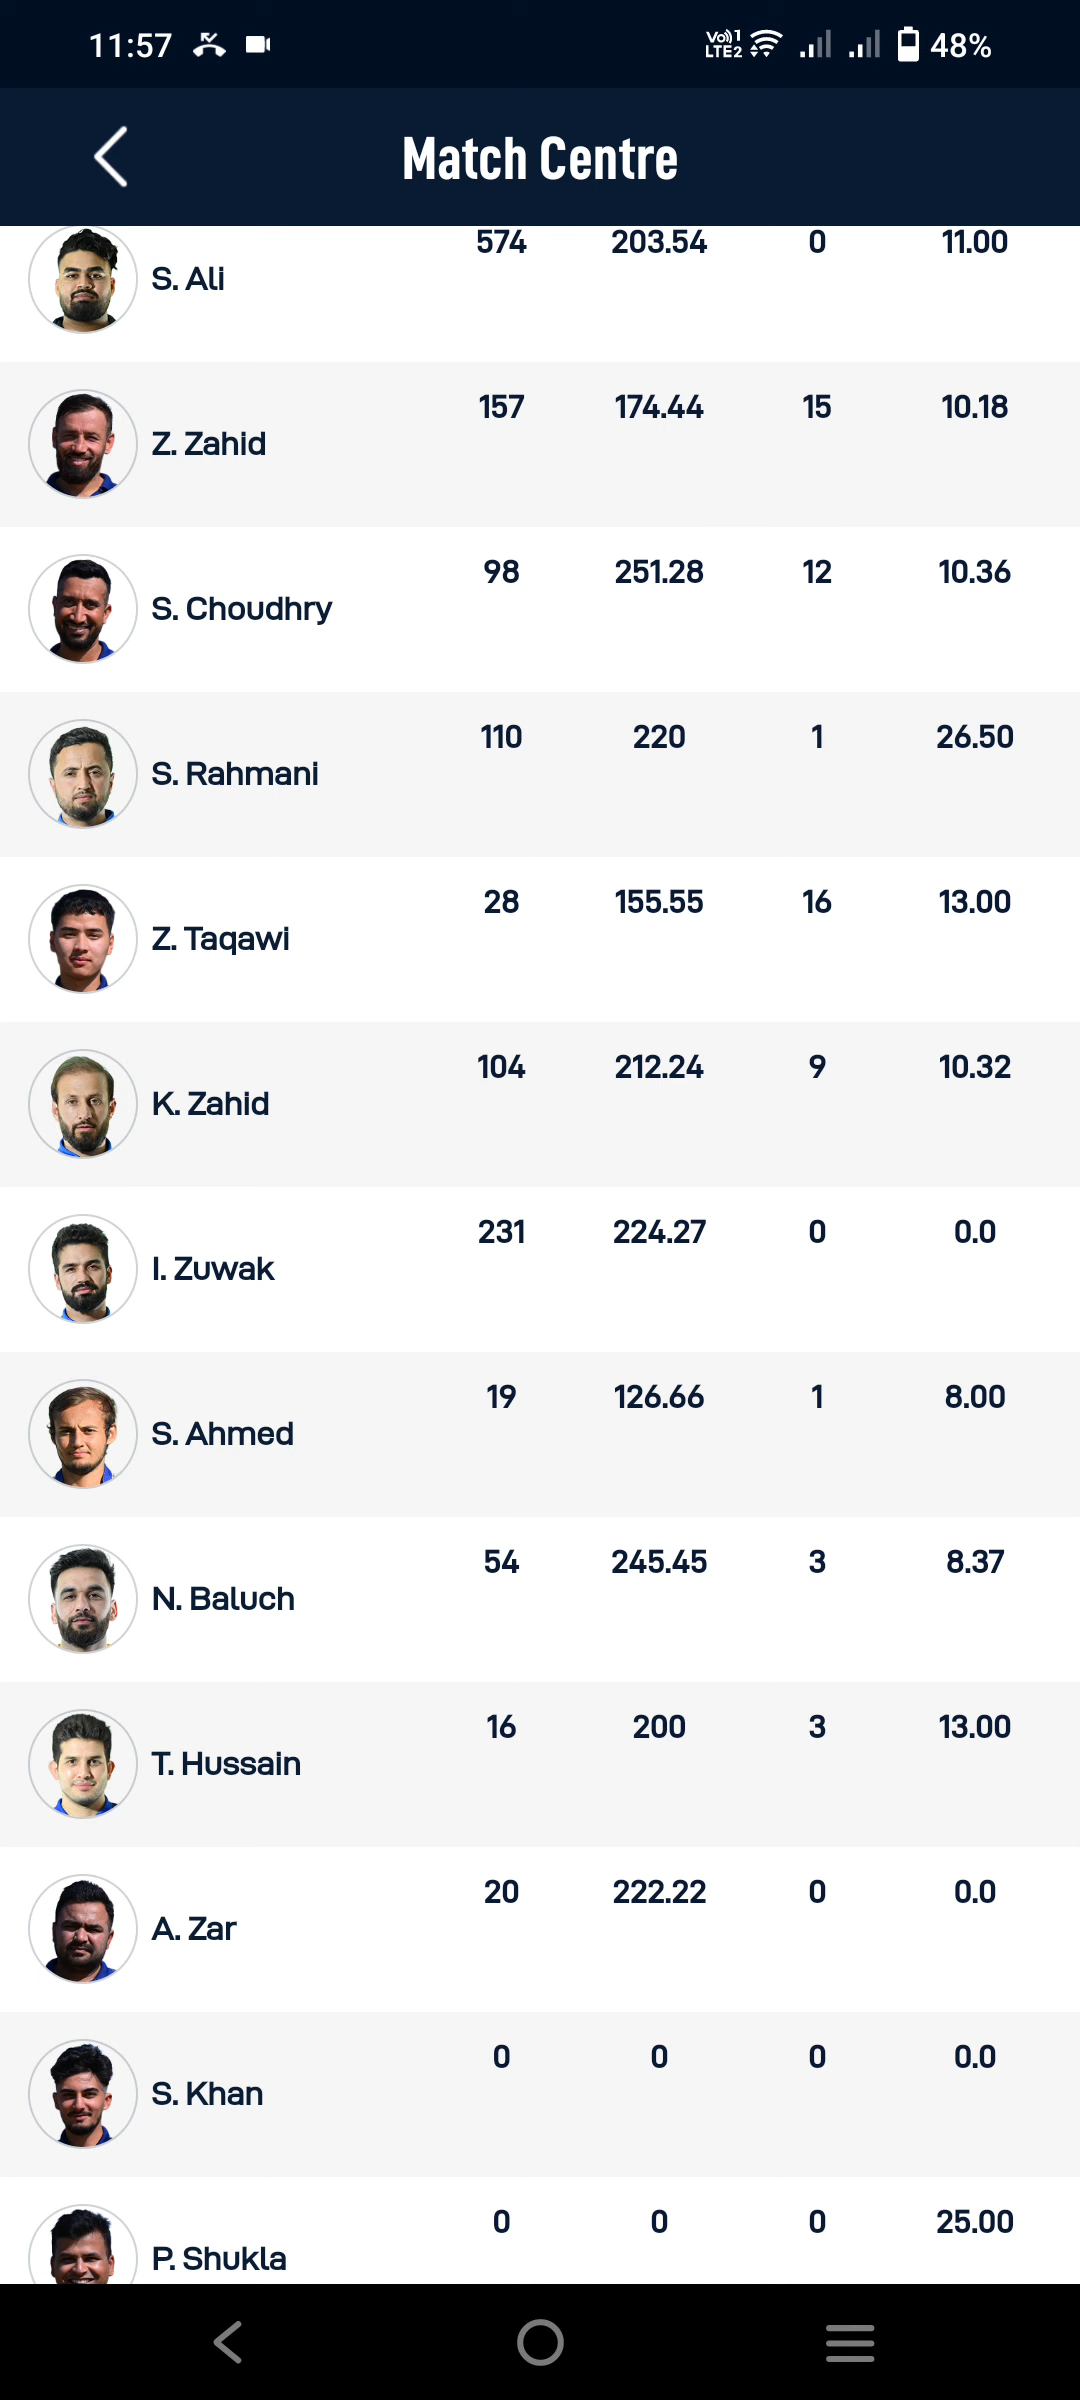 11:57 Vo))1 LTE2 48%
Match Centre
S. Ali 574 203.54 0 11.00
Z. Zahid 157 174.44 15 10.18
S. Choudhry 98 251.28 12 10.36
S. Rahmani 110 220 1 26.50
Z. Taqawi 28 155.55 16 13.00
K. Zahid 104 212.24 9 10.32
I. Zuwak 231 224.27 0 0.0
S. Ahmed 19 126.66 1 8.00
N. Baluch 54 245.45 3 8.37
T. Hussain 16 200 3 13.00
A. Zar 20 222.22 0 0.0
S. Khan 0 0 0 0.0
P. Shukla 0 0 0 25.00